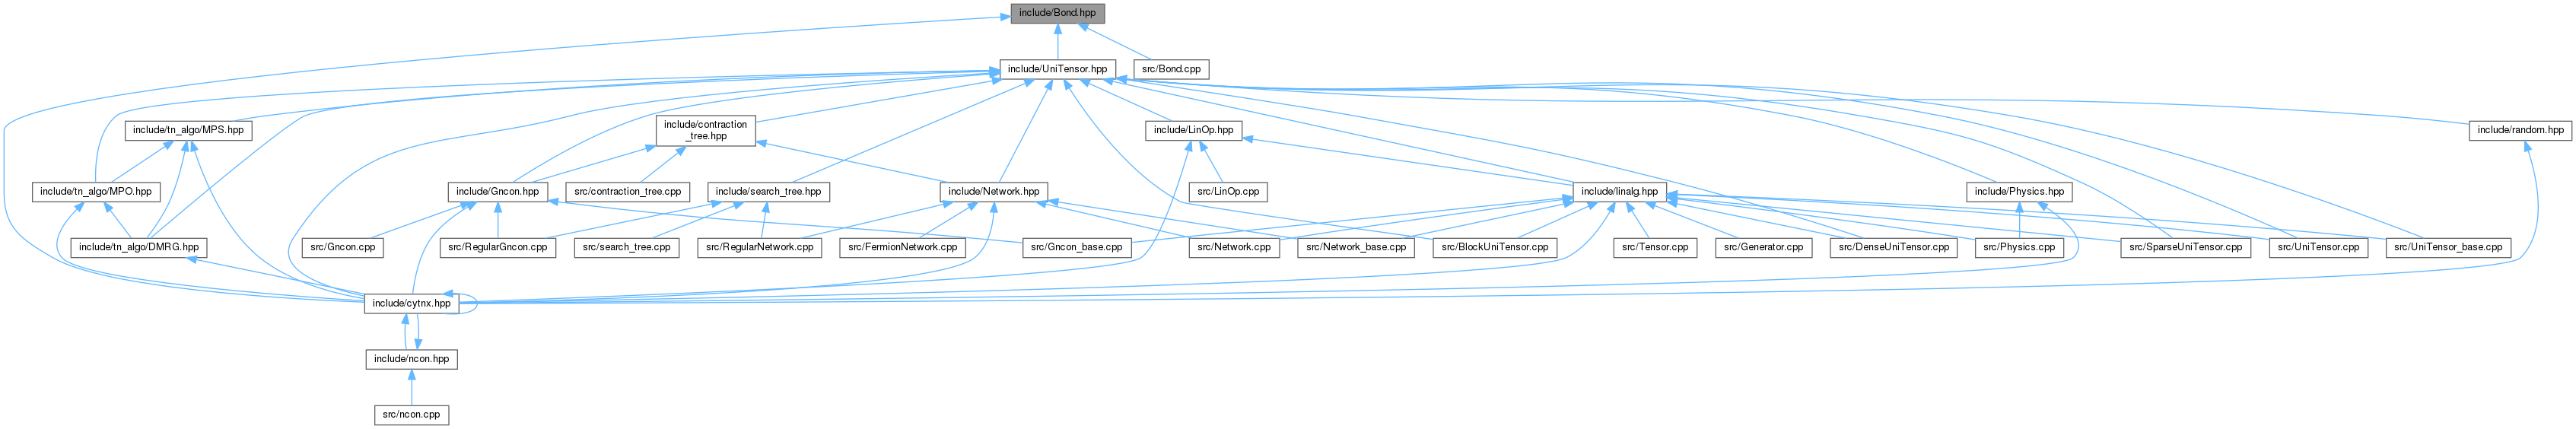 include/Bond.hpp
include/UniTensor.hpp
src/Bond.cpp
include/tn_algo/MPS.hpp
include/contraction
_tree.hpp
include/LinOp.hpp
include/random.hpp
include/tn_algo/MPO.hpp
include/Gncon.hpp
src/contraction_tree.cpp
include/search_tree.hpp
include/Network.hpp
src/LinOp.cpp
include/linalg.hpp
include/Physics.hpp
include/tn_algo/DMRG.hpp
src/Gncon.cpp
src/RegularGncon.cpp
src/search_tree.cpp
src/RegularNetwork.cpp
src/FermionNetwork.cpp
src/Gncon_base.cpp
src/Network.cpp
src/Network_base.cpp
src/BlockUniTensor.cpp
src/Tensor.cpp
src/Generator.cpp
src/DenseUniTensor.cpp
src/Physics.cpp
src/SparseUniTensor.cpp
src/UniTensor.cpp
src/UniTensor_base.cpp
include/cytnx.hpp
include/ncon.hpp
src/ncon.cpp